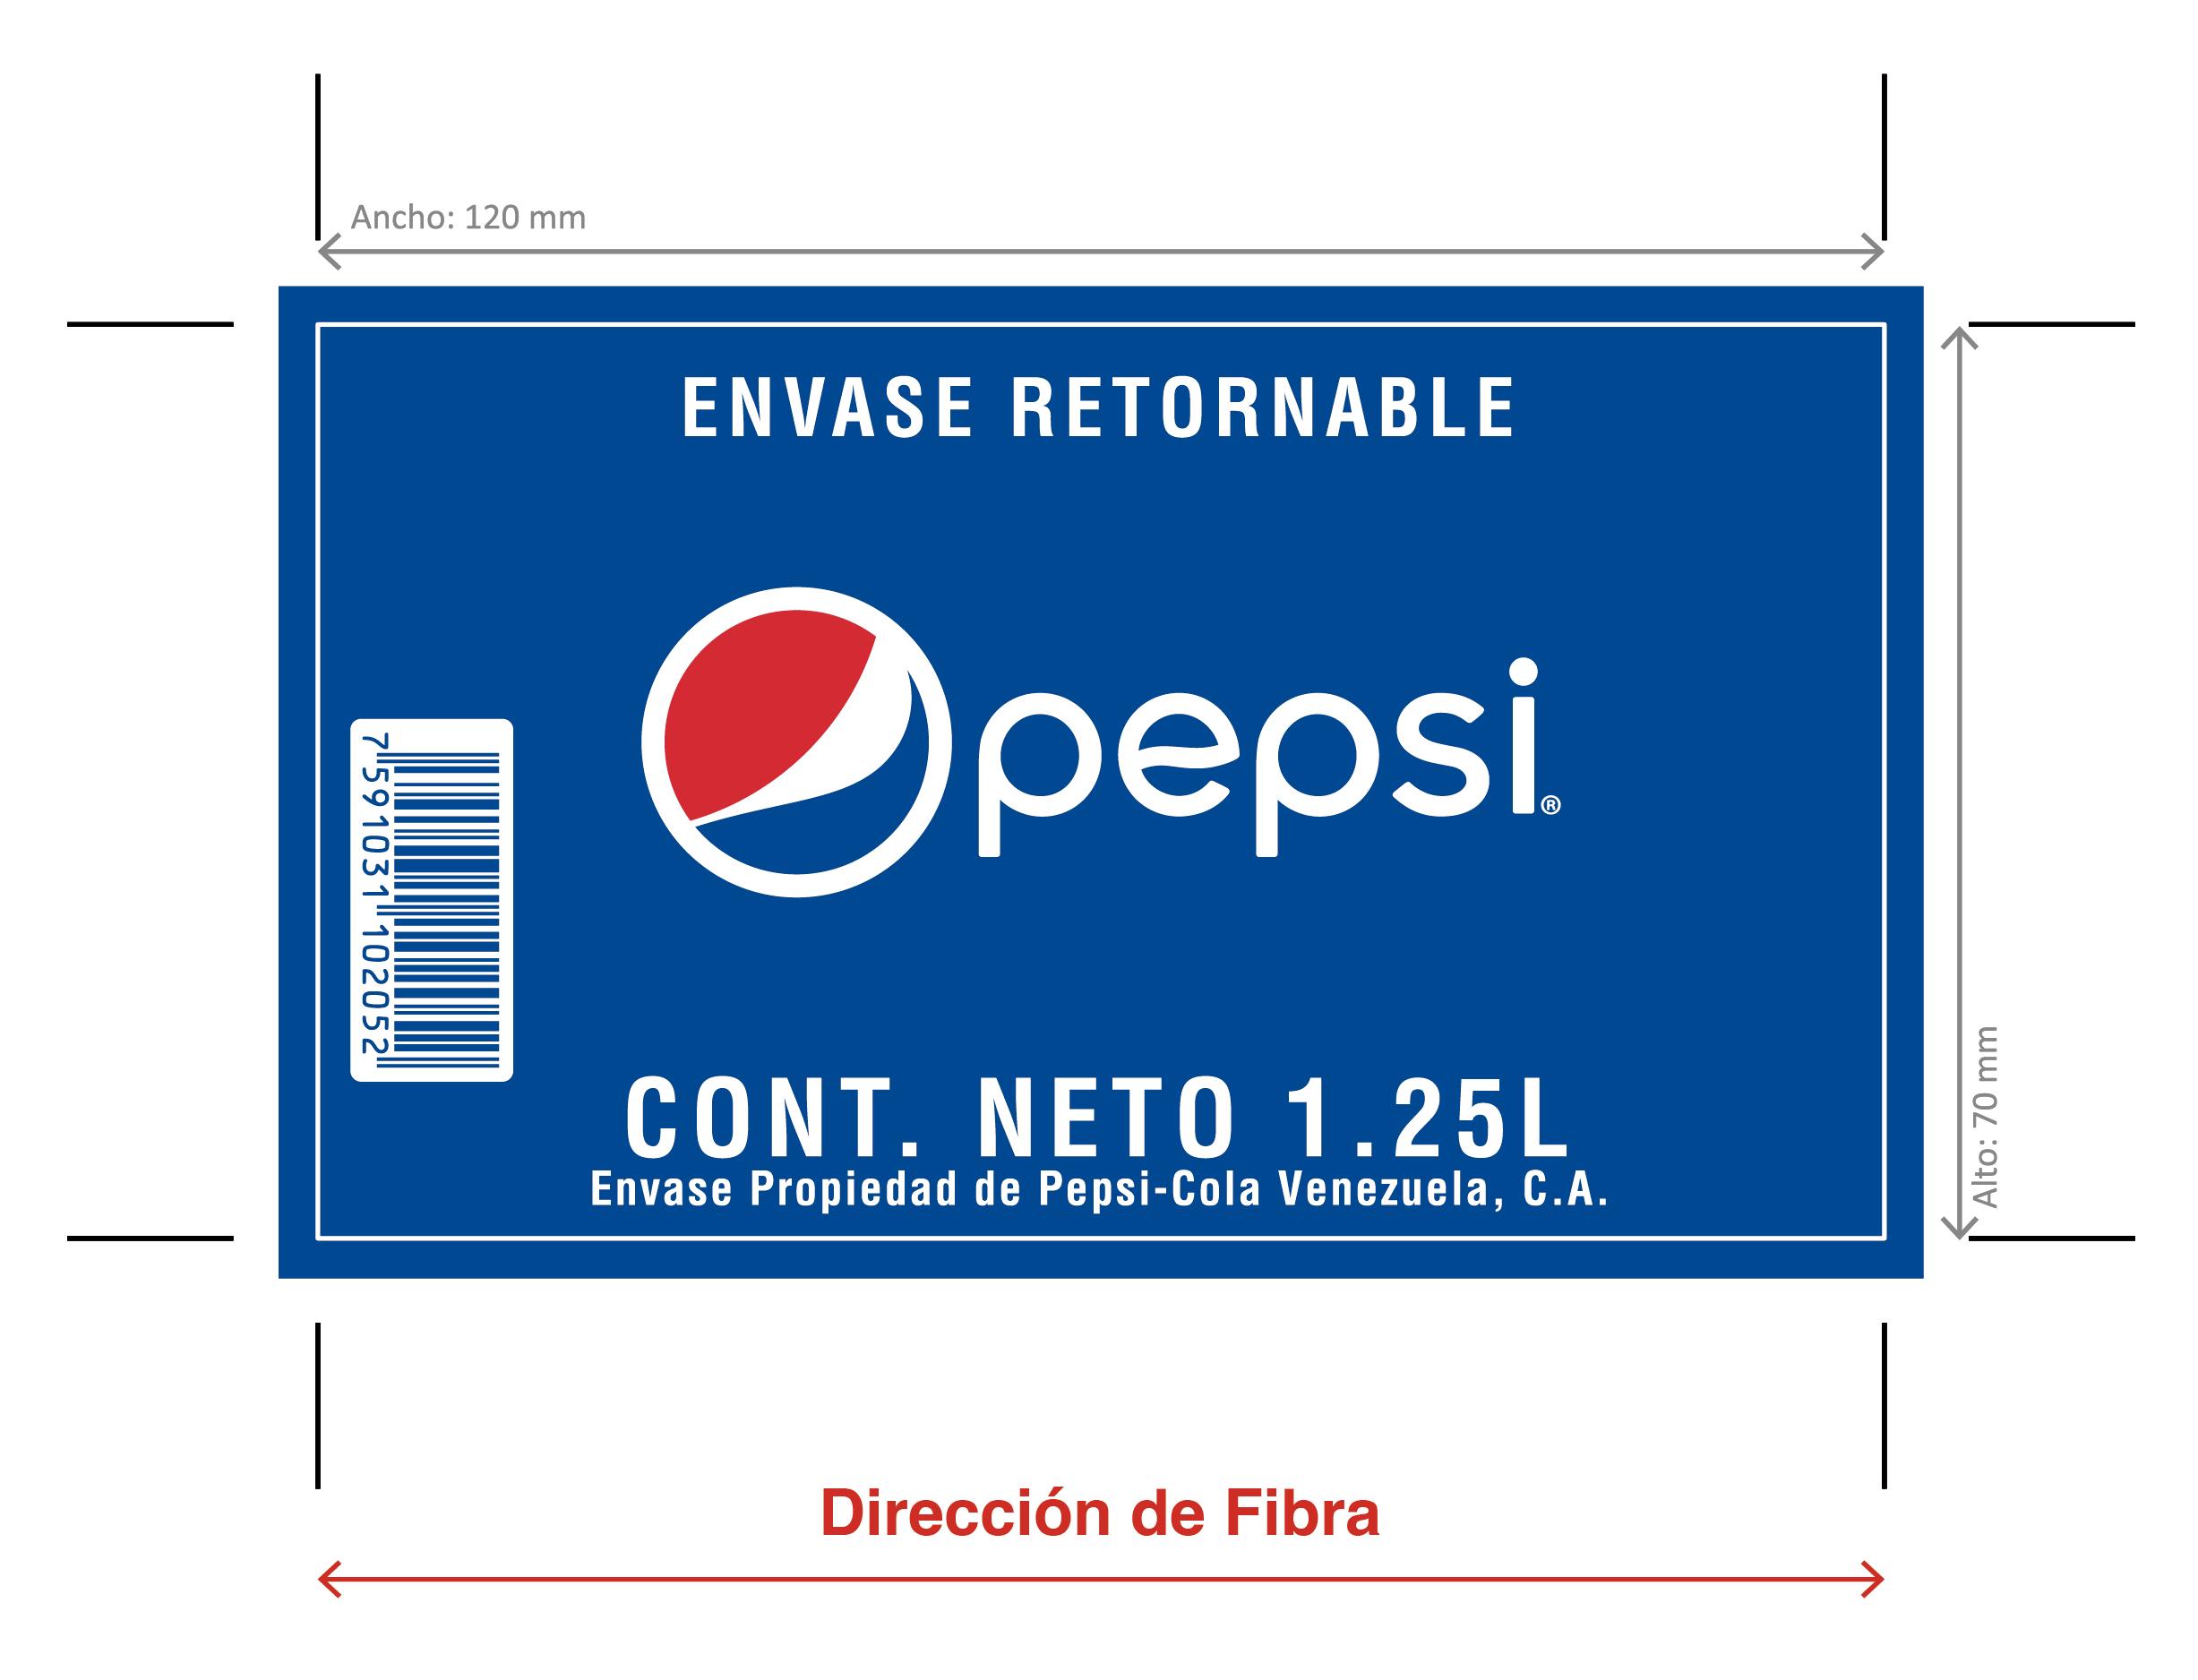 Ancho: 120 mm
ENVASE RETORNABLE
pepsi®
7 591031 102052
CONT. NETO 1.25L
Envase Propiedad de Pepsi-Cola Venezuela, C.A.
Alto: 70 mm
Dirección de Fibra